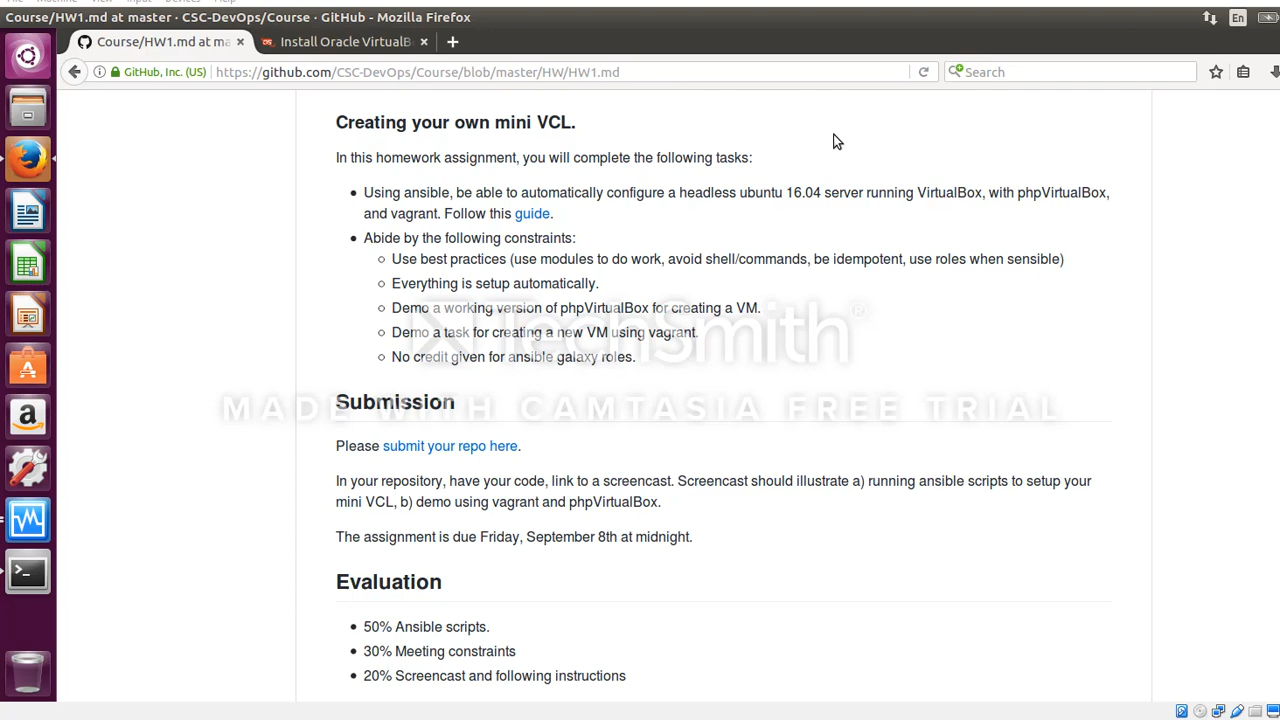 File Machine View Input Devices Help
Course/HW1.md at master · CSC-DevOps/Course · GitHub - Mozilla Firefox
En
Course/HW1.md at ma
Install Oracle VirtualB
GitHub, Inc. (US)
https://github.com/CSC-DevOps/Course/blob/master/HW/HW1.md
Search
Creating your own mini VCL.
In this homework assignment, you will complete the following tasks:
Using ansible, be able to automatically configure a headless ubuntu 16.04 server running VirtualBox, with phpVirtualBox,
and vagrant. Follow this guide.
Abide by the following constraints:
Use best practices (use modules to do work, avoid shell/commands, be idempotent, use roles when sensible)
Everything is setup automatically.
Demo a working version of phpVirtualBox for creating a VM.
Demo a task for creating a new VM using vagrant.
No credit given for ansible galaxy roles.
TechSmith®
MADE WITH CAMTASIA FREE TRIAL
Submission
Please submit your repo here.
In your repository, have your code, link to a screencast. Screencast should illustrate a) running ansible scripts to setup your
mini VCL, b) demo using vagrant and phpVirtualBox.
The assignment is due Friday, September 8th at midnight.
Evaluation
50% Ansible scripts.
30% Meeting constraints
20% Screencast and following instructions